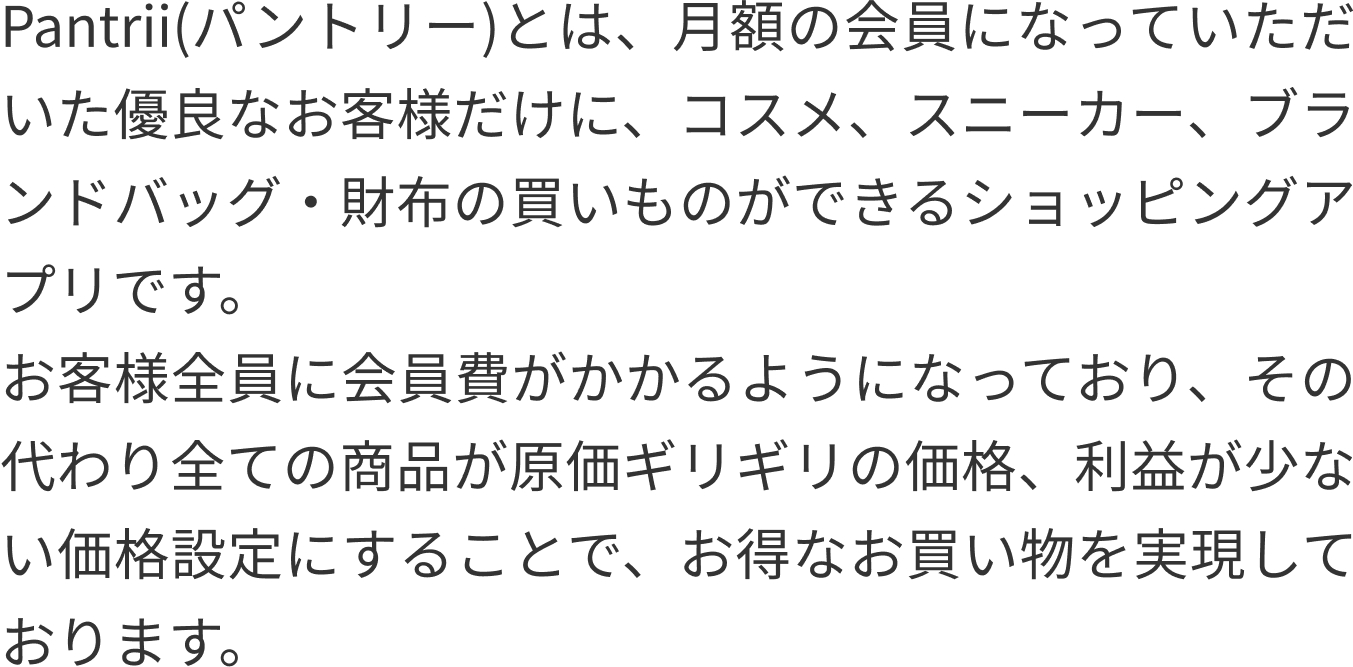 Pantrii(パントリー)とは、月額の会員になっていただ
いた優良なお客様だけに、コスメ、スニーカー、ブラ
ンドバッグ・財布の買いものができるショッピングア
プリです。
お客様全員に会員費がかかるようになっており、その
代わり全ての商品が原価ギリギリの価格、利益が少な
い価格設定にすることで、お得なお買い物を実現して
おります。